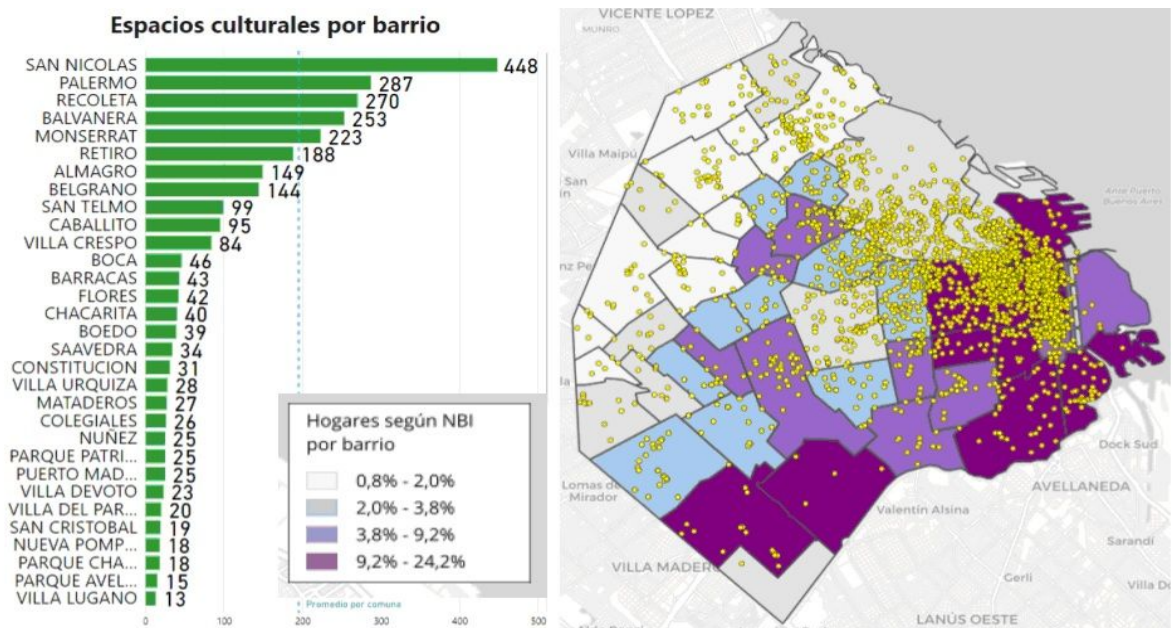 Espacios culturales por barrio
SAN NICOLAS 448
PALERMO 287
RECOLETA 270
BALVANERA 253
MONSERRAT 223
RETIRO 188
ALMAGRO 149
BELGRANO 144
SAN TELMO 99
CABALLITO 95
VILLA CRESPO 84
BOCA 46
BARRACAS 43
FLORES 42
CHACARITA 40
BOEDO 39
SAAVEDRA 34
CONSTITUCION 31
VILLA URQUIZA 28
MATADEROS 27
COLEGIALES 26
NUÑEZ 25
PARQUE PATRI... 25
PUERTO MAD... 25
VILLA DEVOTO 23
VILLA DEL PAR... 20
SAN CRISTOBAL 19
NUEVA POMP... 18
PARQUE CHA... 18
PARQUE AVEL... 15
VILLA LUGANO 13
Promedio por comuna
0 100 200 300 400 500
Hogares según NBI
por barrio
0,8% - 2,0%
2,0% - 3,8%
3,8% - 9,2%
9,2% - 24,2%
VICENTE LOPEZ
MUNRO
Villa Maipú
San
Ante Puerto
Buenos Aires
Dock Sud
Lomas de
Mirador
AVELLANEDA
Valentín Alsina
Sarandí
VILLA MADERO
Gerli
Villa D
LANÚS OESTE